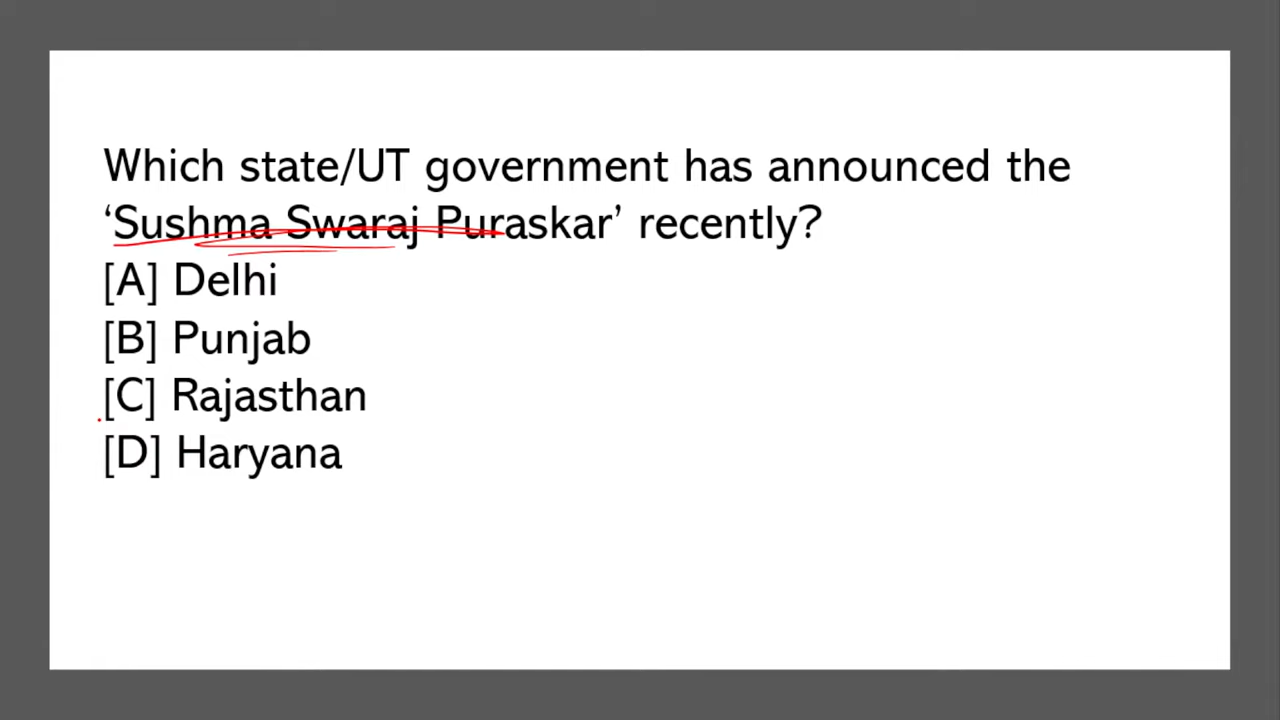 Which state/UT government has announced the
‘Sushma Swaraj Puraskar’ recently?
[A] Delhi
[B] Punjab
[C] Rajasthan
[D] Haryana